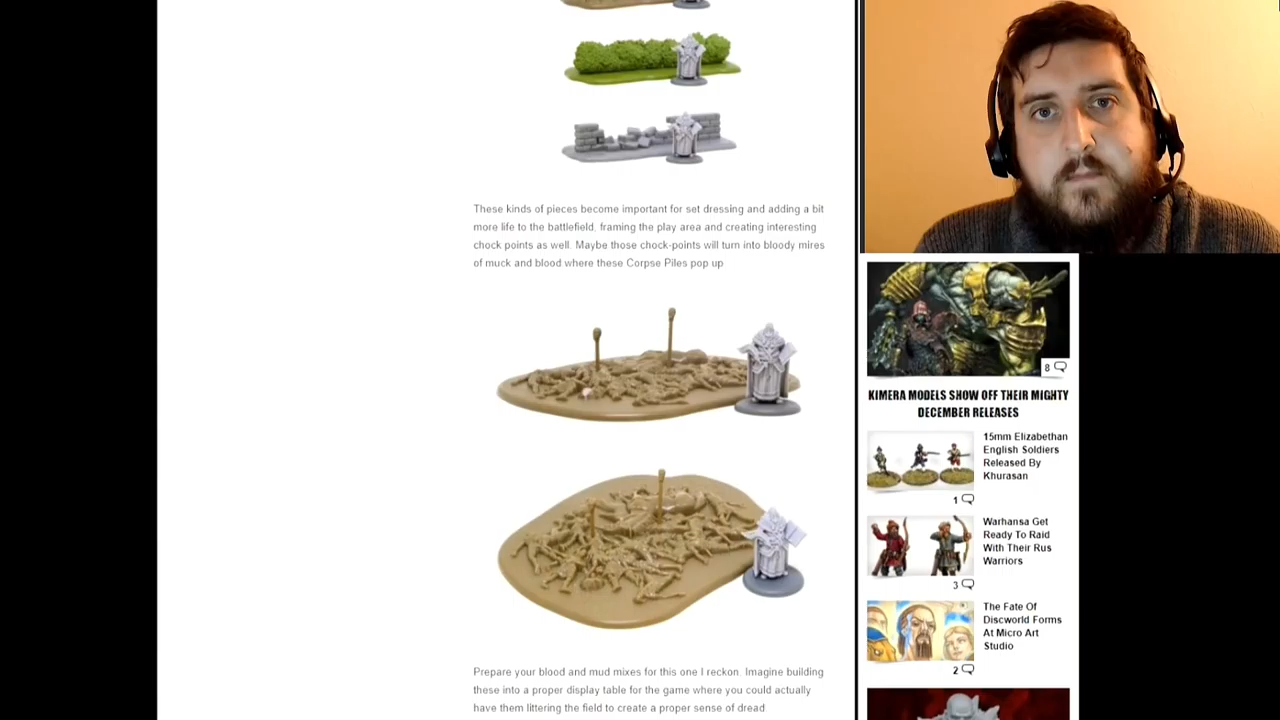 These kinds of pieces become important for set dressing and adding a bit
more life to the battlefield, framing the play area and creating interesting
chock points as well. Maybe those chock-points will turn into bloody mires
of muck and blood where these Corpse Piles pop up
Prepare your blood and mud mixes for this one I reckon. Imagine building
these into a proper display table for the game where you could actually
have them littering the field to create a proper sense of dread
8
KIMERA MODELS SHOW OFF THEIR MIGHTY
DECEMBER RELEASES
15mm Elizabethan
English Soldiers
Released By
Khurasan
1
Warhansa Get
Ready To Raid
With Their Rus
Warriors
3
The Fate Of
Discworld Forms
At Micro Art
Studio
2